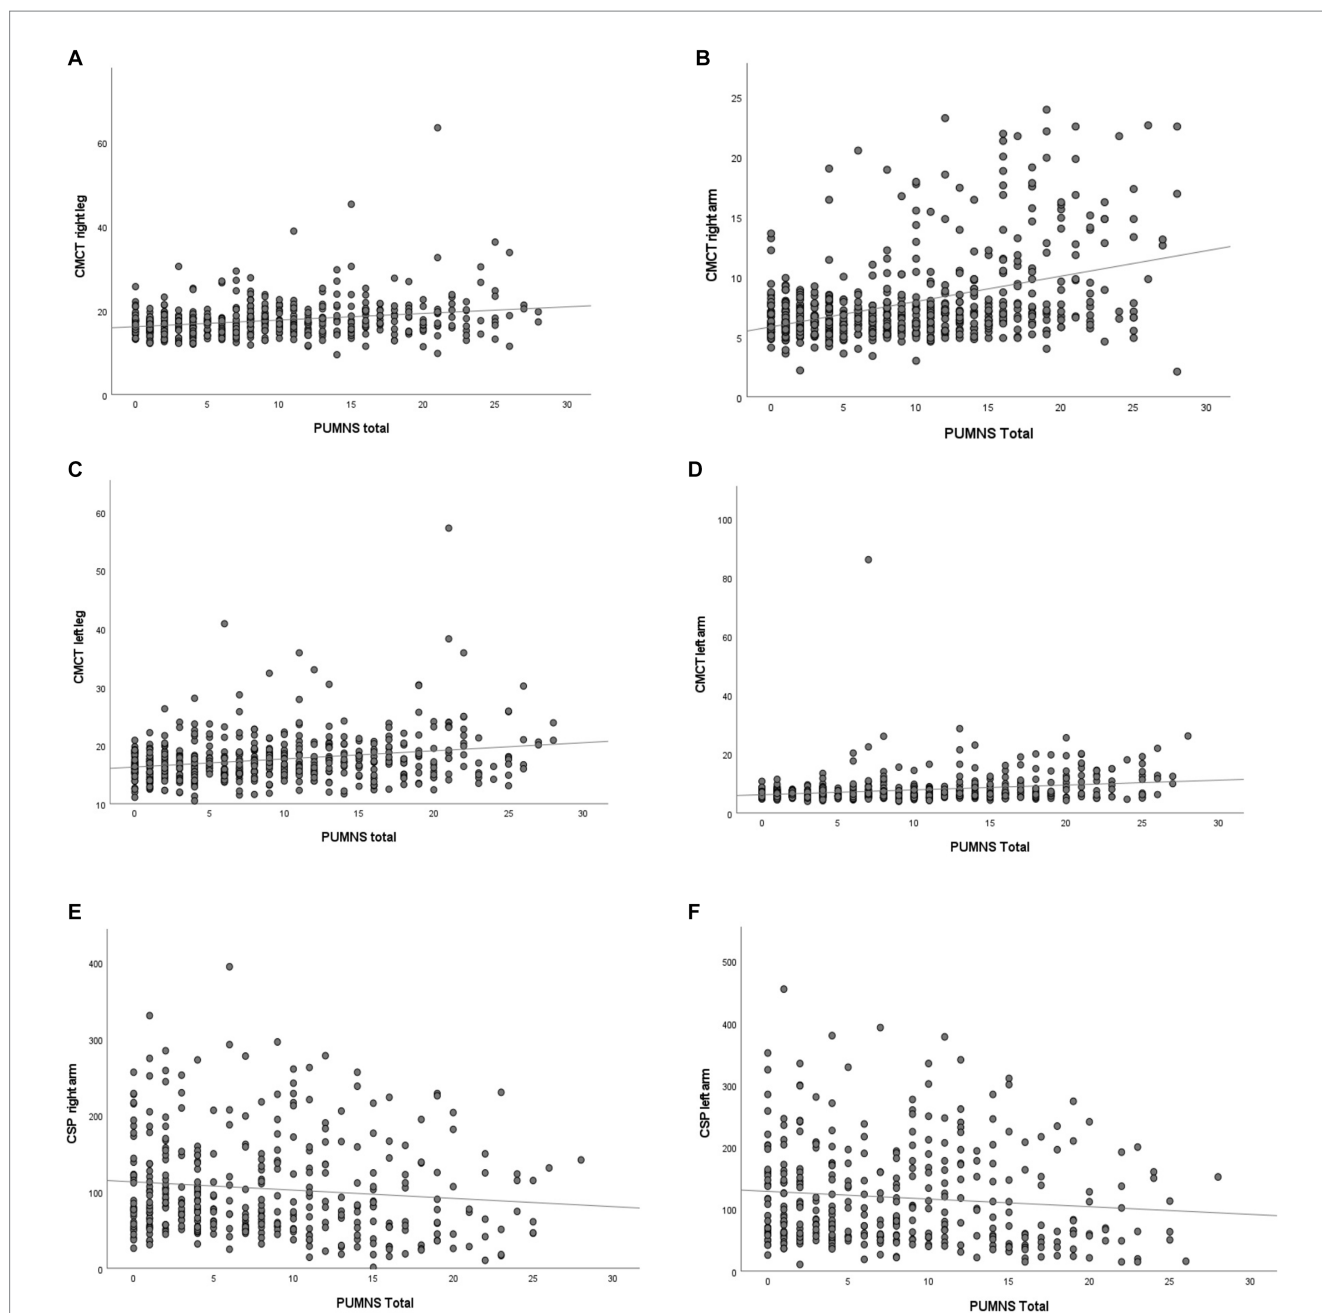 A
60
40
20
0
CMCT right leg
0 5 10 15 20 25 30
PUMNS total
B
25
20
15
10
5
0
CMCT right arm
0 5 10 15 20 25 30
PUMNS Total
C
60
50
40
30
20
10
CMCT left leg
0 5 10 15 20 25 30
PUMNS total
D
100
80
60
40
20
0
CMCT left arm
0 5 10 15 20 25 30
PUMNS Total
E
400
300
200
100
0
CSP right arm
0 5 10 15 20 25 30
PUMNS Total
F
500
400
300
200
100
0
CSP left arm
0 5 10 15 20 25 30
PUMNS Total